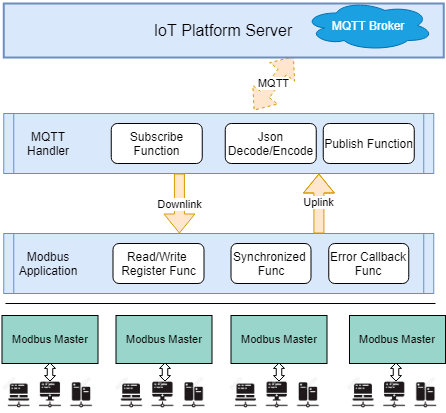 IoT Platform Server
MQTT Broker
MQTT
MQTT
Handler
Subscribe
Function
Json
Decode/Encode
Publish Function
Downlink
Uplink
Modbus
Application
Read/Write
Register Func
Synchronized
Func
Error Callback
Func
Modbus Master
Modbus Master
Modbus Master
Modbus Master